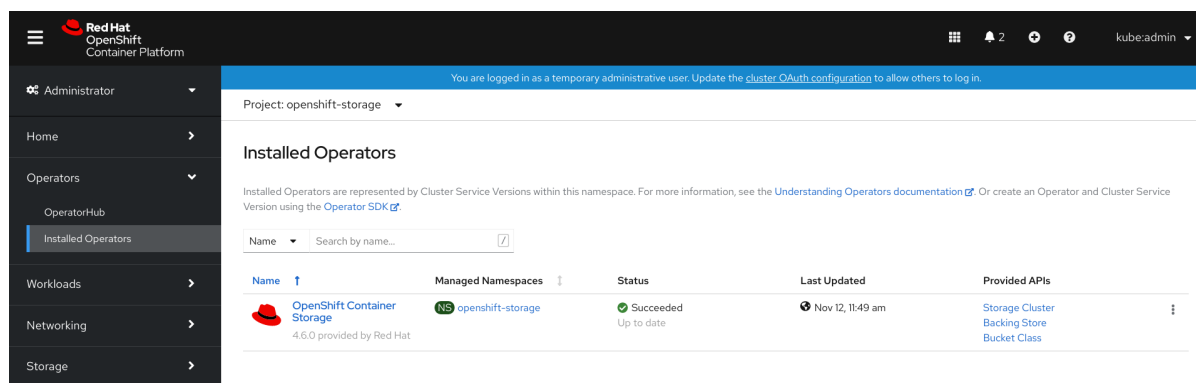 Red Hat
OpenShift
Container Platform
2
kube:admin
You are logged in as a temporary administrative user. Update the cluster OAuth configuration to allow others to log in.
Administrator
Project: openshift-storage
Home
Operators
OperatorHub
Installed Operators
Workloads
Networking
Storage
Installed Operators
Installed Operators are represented by Cluster Service Versions within this namespace. For more information, see the Understanding Operators documentation. Or create an Operator and Cluster Service
Version using the Operator SDK.
Name
Search by name...
/
Name Managed Namespaces Status Last Updated Provided APIs
OpenShift Container
Storage
4.6.0 provided by Red Hat
NS openshift-storage
Succeeded
Up to date
Nov 12, 11:49 am
Storage Cluster
Backing Store
Bucket Class